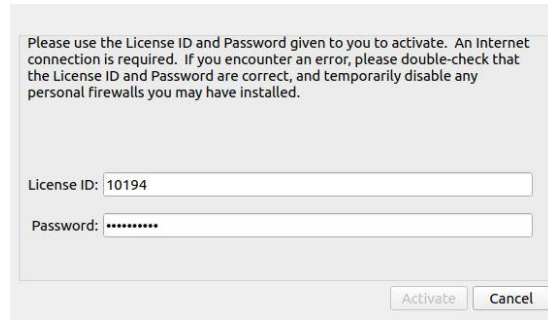 Please use the License ID and Password given to you to activate.  An Internet
connection is required.  If you encounter an error, please double-check that
the License ID and Password are correct, and temporarily disable any
personal firewalls you may have installed.
License ID: 10194
Password: ••••••••••
Activate Cancel